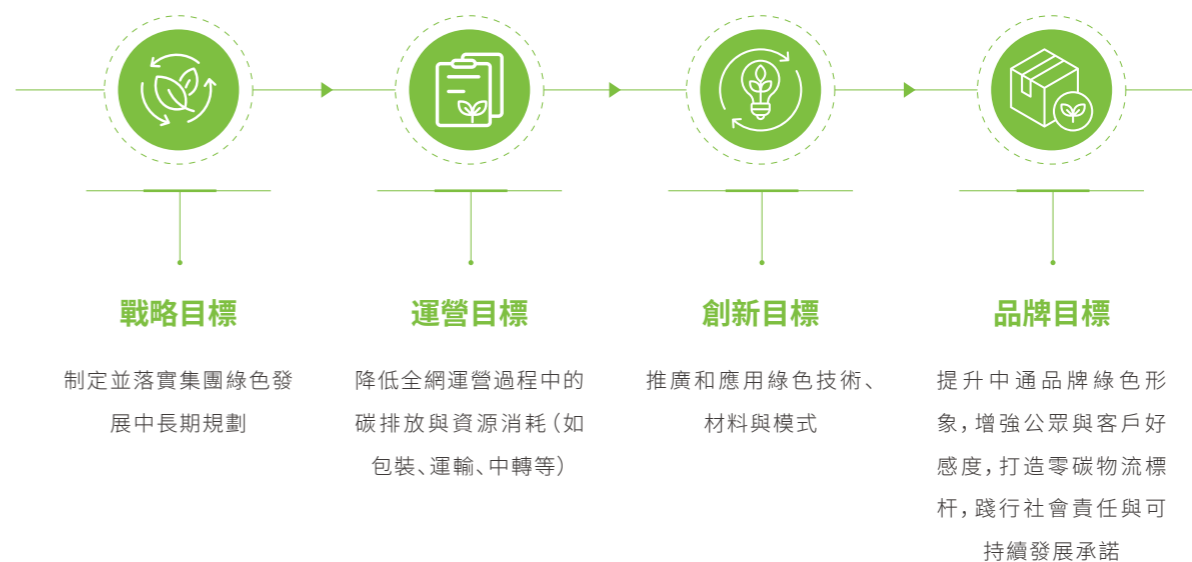 戰略目標
制定並落實集團綠色發
展中長期規劃
運營目標
降低全網運營過程中的
碳排放與資源消耗（如
包裝、運輸、中轉等）
創新目標
推廣和應用綠色技術、
材料與模式
品牌目標
提升中通品牌綠色形
象，增強公眾與客戶好
感度，打造零碳物流標
杆，踐行社會責任與可
持續發展承諾